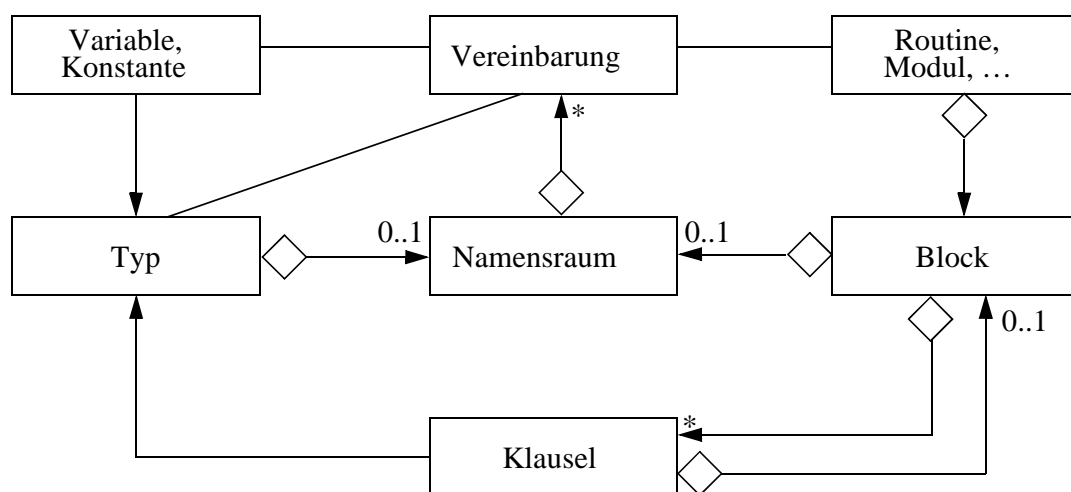 Variable,
Konstante
Vereinbarung
Routine,
Modul, …
*
Typ
0..1
Namensraum
0..1
Block
0..1
*
Klausel